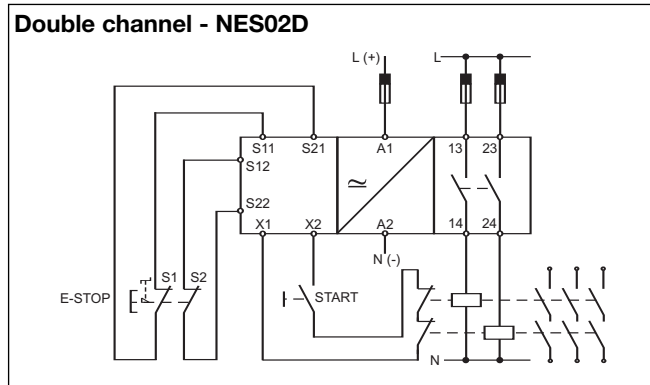 Double channel - NES02D
L (+)
L
S11 S21 A1 13 23
S12
S22
X1 X2 A2 14 24
N (-)
S1 S2
E-STOP
START
N